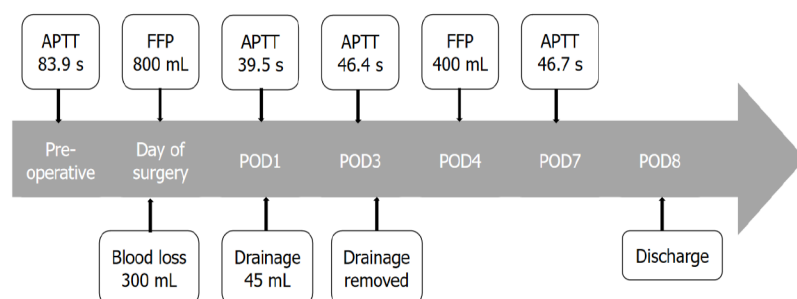 APTT
83.9 s
FFP
800 mL
APTT
39.5 s
APTT
46.4 s
FFP
400 mL
APTT
46.7 s
Pre-
operative
Day of
surgery
POD1
POD3
POD4
POD7
POD8
Blood loss
300 mL
Drainage
45 mL
Drainage
removed
Discharge